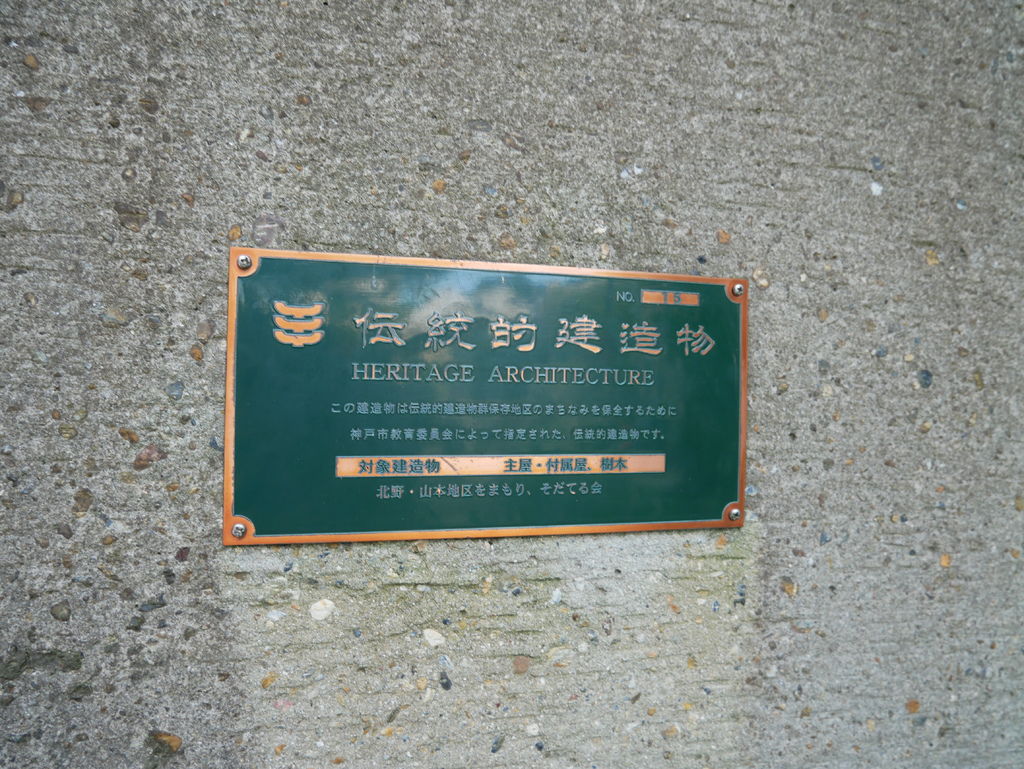 NO. 15
伝統的建造物
HERITAGE ARCHITECTURE
この建造物は伝統的建造物群保存地区のまちなみを保全するために
神戸市教育委員会によって指定された、伝統的建造物です。
対象建造物 主屋・付属屋、樹木
北野・山本地区をまもり、そだてる会